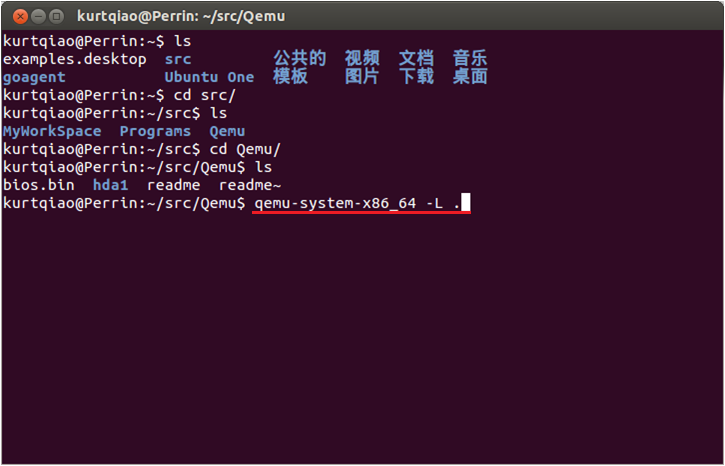 kurtqiao@Perrin: ~/src/Qemu
kurtqiao@Perrin:~$ ls
examples.desktop  src         公共的  视频  文档  音乐
goagent           Ubuntu One  模板    图片  下载  桌面
kurtqiao@Perrin:~$ cd src/
kurtqiao@Perrin:~/src$ ls
MyWorkSpace  Programs  Qemu
kurtqiao@Perrin:~/src$ cd Qemu/
kurtqiao@Perrin:~/src/Qemu$ ls
bios.bin  hda1  readme  readme~
kurtqiao@Perrin:~/src/Qemu$ qemu-system-x86_64 -L .